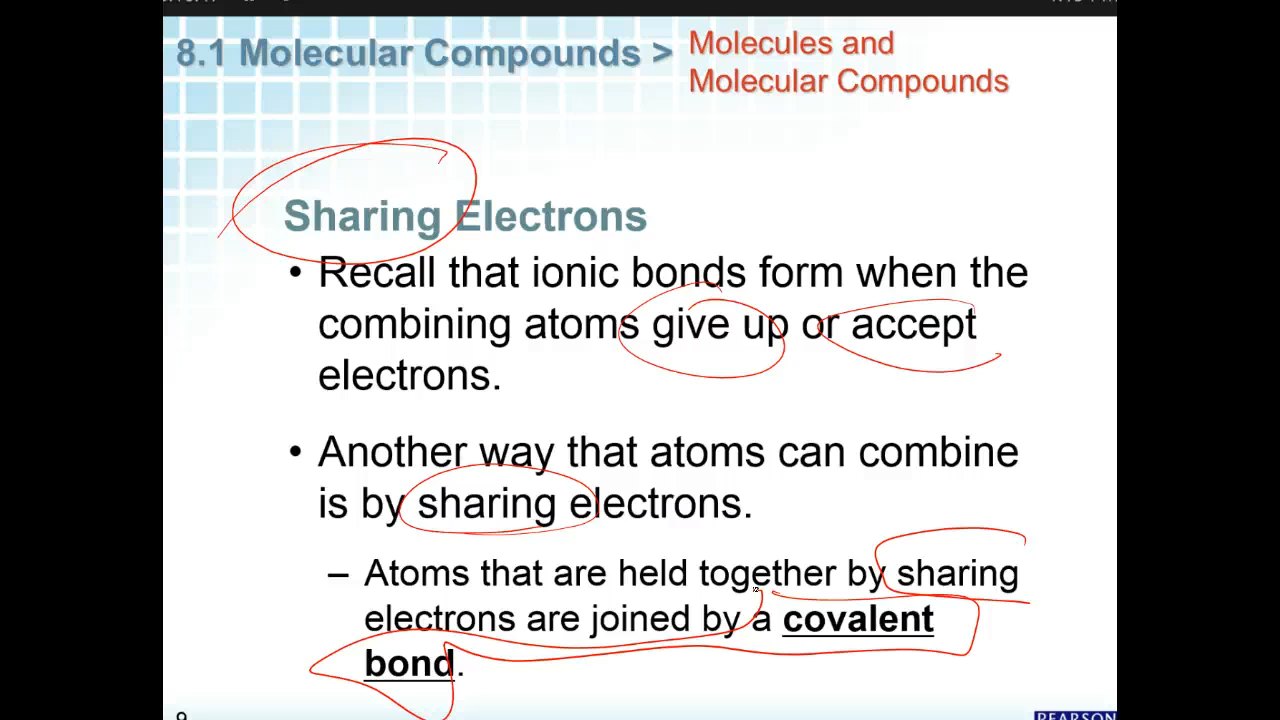 8.1 Molecular Compounds >
Molecules and
Molecular Compounds
Sharing Electrons
• Recall that ionic bonds form when the
combining atoms give up or accept
electrons.
• Another way that atoms can combine
is by sharing electrons.
– Atoms that are held together by sharing
electrons are joined by a covalent
bond.
PEARSON